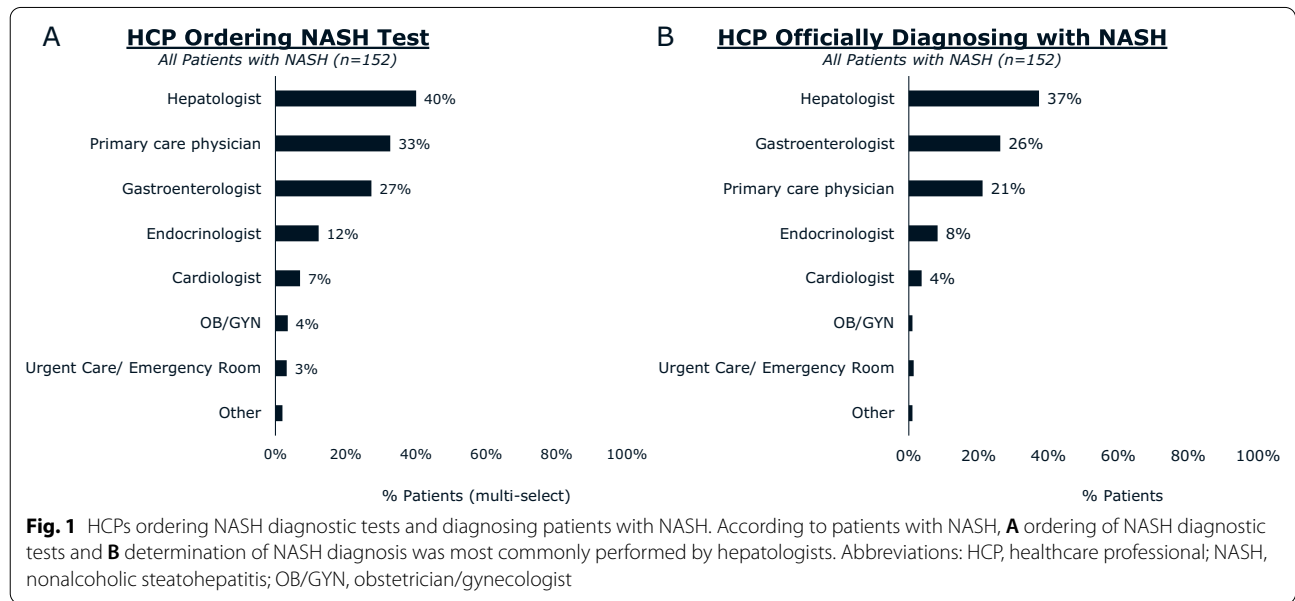 A
HCP Ordering NASH Test
All Patients with NASH (n=152)
Hepatologist 40%
Primary care physician 33%
Gastroenterologist 27%
Endocrinologist 12%
Cardiologist 7%
OB/GYN 4%
Urgent Care/ Emergency Room 3%
Other
0% 20% 40% 60% 80% 100%
% Patients (multi-select)
B
HCP Officially Diagnosing with NASH
All Patients with NASH (n=152)
Hepatologist 37%
Gastroenterologist 26%
Primary care physician 21%
Endocrinologist 8%
Cardiologist 4%
OB/GYN
Urgent Care/ Emergency Room
Other
0% 20% 40% 60% 80% 100%
% Patients
Fig. 1 HCPs ordering NASH diagnostic tests and diagnosing patients with NASH. According to patients with NASH, A ordering of NASH diagnostic
tests and B determination of NASH diagnosis was most commonly performed by hepatologists. Abbreviations: HCP, healthcare professional; NASH,
nonalcoholic steatohepatitis; OB/GYN, obstetrician/gynecologist